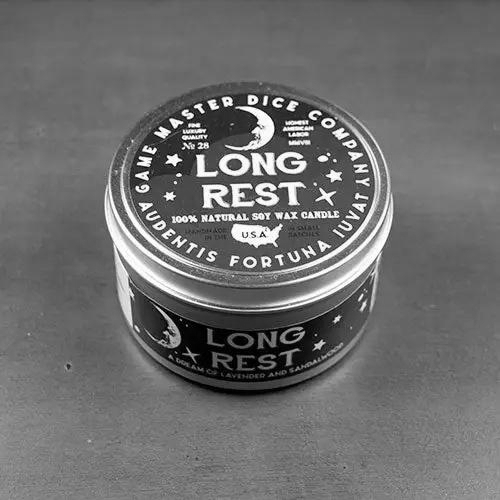 GAME MASTER DICE COMPANY
FINE
LUXURY
QUALITY
№ 28
HONEST
AMERICAN
LABOR
MMXVIII
LONG
REST
100% NATURAL SOY WAX CANDLE
HANDMADE
IN THE
U.S.A.
IN SMALL
BATCHES
AUDENTIS FORTUNA IUVAT
LONG
REST
A DREAM OF LAVENDER AND SANDALWOOD